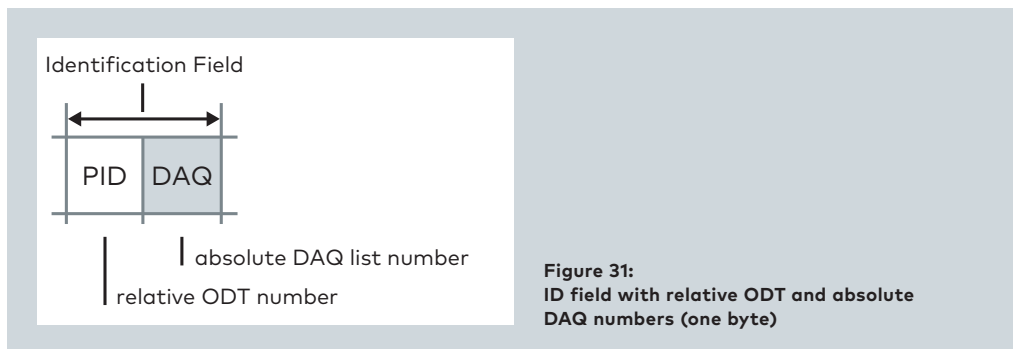 Identification Field
PID DAQ
absolute DAQ list number
relative ODT number
Figure 31:
ID field with relative ODT and absolute
DAQ numbers (one byte)